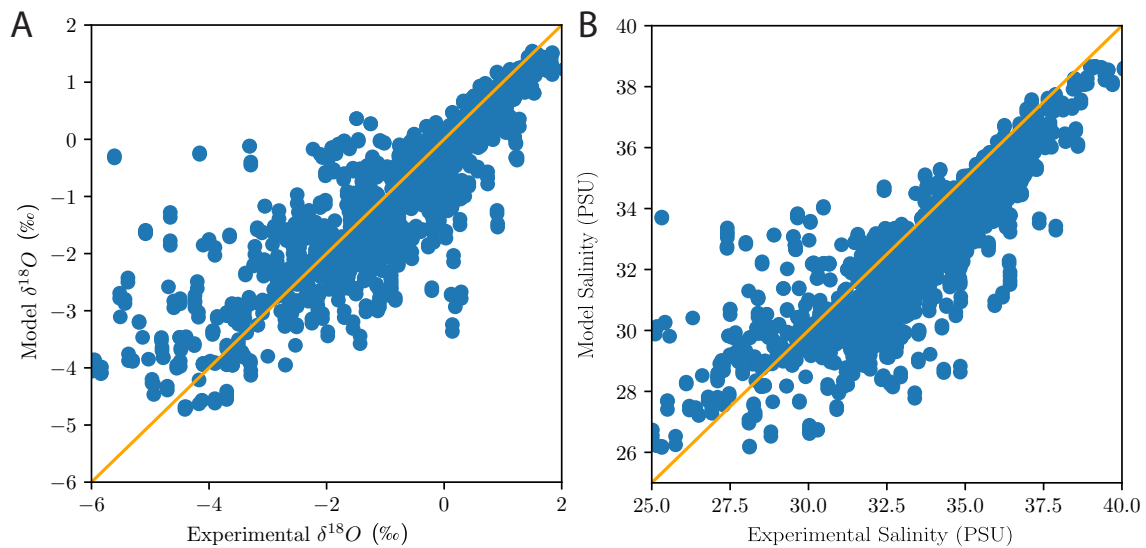 A
2
1
0
−1
−2
−3
−4
−5
−6
Model δ¹⁸O (‰)
−6 −4 −2 0 2
Experimental δ¹⁸O (‰)
B
40
38
36
34
32
30
28
26
Model Salinity (PSU)
25.0 27.5 30.0 32.5 35.0 37.5 40.0
Experimental Salinity (PSU)